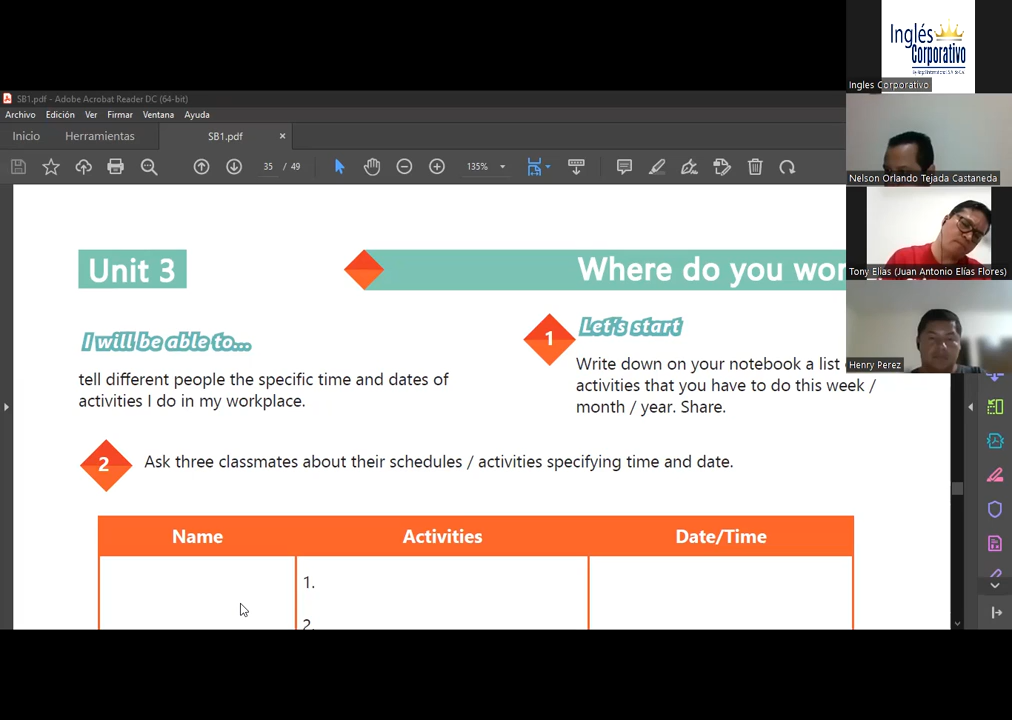 SB1.pdf - Adobe Acrobat Reader DC (64-bit)
Archivo Edición Ver Firmar Ventana Ayuda
Inicio Herramientas SB1.pdf ×
35 / 49 135%
Unit 3
Where do you wor
I will be able to...
tell different people the specific time and dates of
activities I do in my workplace.
1 Let's start
Write down on your notebook a list
activities that you have to do this week /
month / year. Share.
2 Ask three classmates about their schedules / activities specifying time and date.
Name Activities Date/Time
1.
2.
Inglés
Corporativo
Ingles Corporativo
Nelson Orlando Tejada Castaneda
Tony Elias (Juan Antonio Elías Flores)
Henry Perez